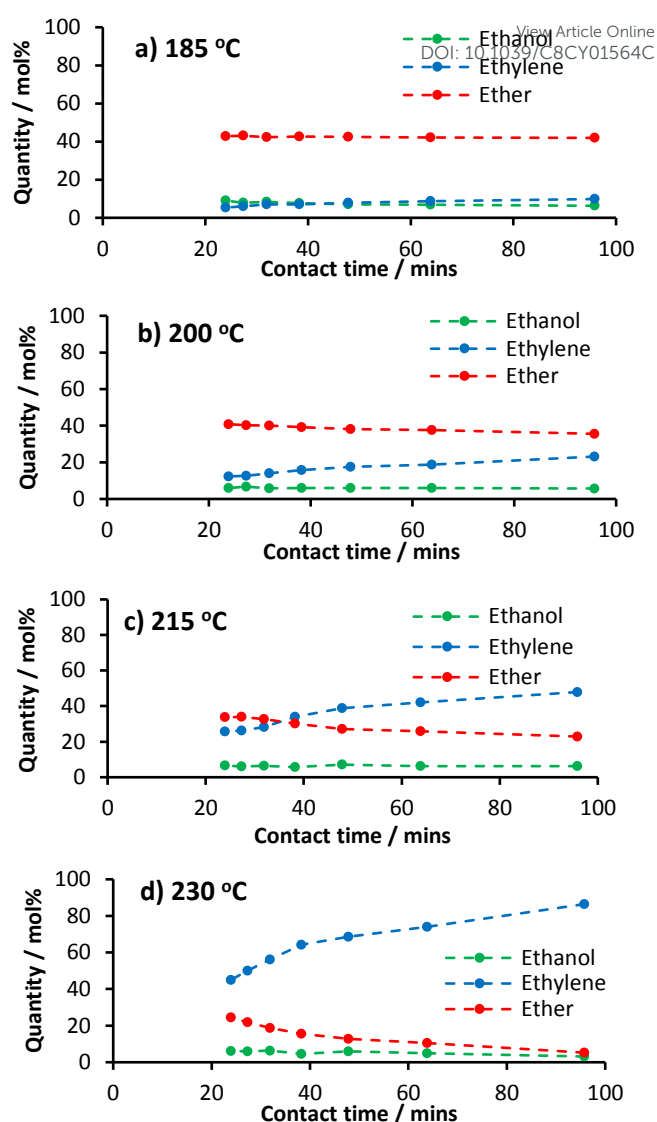 View Article Online
DOI: 10.1039/C8CY01564C
a) 185 °C
Ethanol
Ethylene
Ether
Quantity / mol%
100
80
60
40
20
0
0 20 40 60 80 100
Contact time / mins
b) 200 °C
Ethanol
Ethylene
Ether
Quantity / mol%
100
80
60
40
20
0
0 20 40 60 80 100
Contact time / mins
c) 215 °C
Ethanol
Ethylene
Ether
Quantity / mol%
100
80
60
40
20
0
0 20 40 60 80 100
Contact time / mins
d) 230 °C
Ethanol
Ethylene
Ether
Quantity / mol%
100
80
60
40
20
0
0 20 40 60 80 100
Contact time / mins